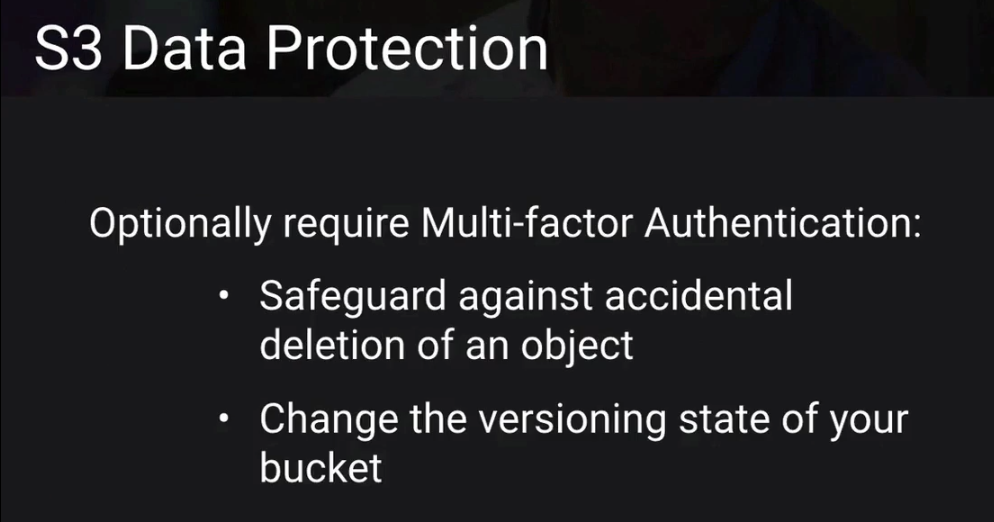 S3 Data Protection
Optionally require Multi-factor Authentication:
• Safeguard against accidental
deletion of an object
• Change the versioning state of your
bucket